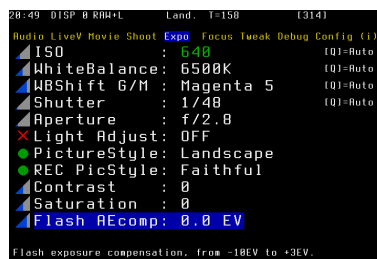 20:49 DISP 0 RAW+L Land. T=158 [314]
Audio LiveV Movie Shoot Expo Focus Tweak Debug Config (i)
ISO : 640 [Q]=Auto
WhiteBalance: 6500K [Q]=Auto
WBShift G/M : Magenta 5 [Q]=Auto
Shutter : 1/48 [Q]=Auto
Aperture : f/2.8
Light Adjust: OFF
PictureStyle: Landscape
REC PicStyle: Faithful
Contrast : 0
Saturation : 0
Flash AEcomp: 0.0 EV
Flash exposure compensation, from -10EV to +3EV.